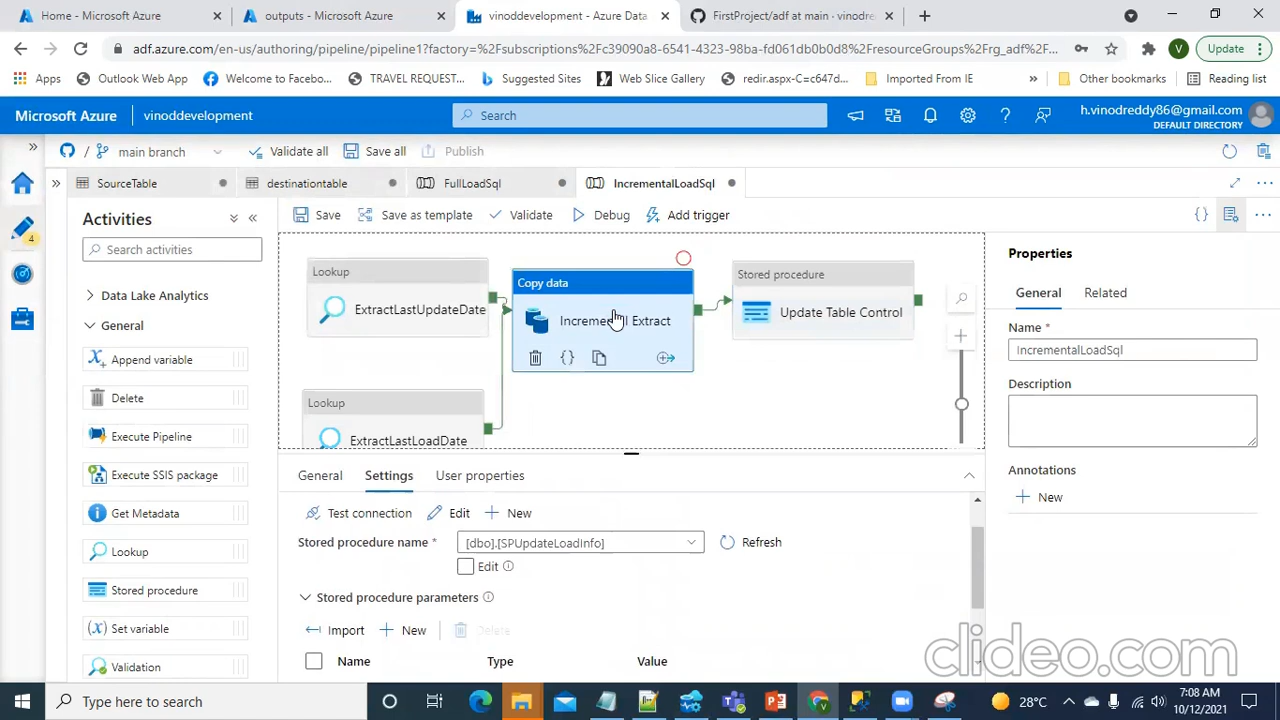 Home - Microsoft Azure
outputs - Microsoft Azure
vinoddevelopment - Azure Data
FirstProject/adf at main · vinodre
adf.azure.com/en-us/authoring/pipeline/pipeline1?factory=%2Fsubscriptions%2Fc39090a8-6541-4323-98ba-fd061db0b0d8%2FresourceGroups%2Frg_adf%2F...
Update
Apps
Outlook Web App
Welcome to Facebo...
TRAVEL REQUEST...
Suggested Sites
Web Slice Gallery
redir.aspx-C=c647d...
Imported From IE
»
Other bookmarks
Reading list
Microsoft Azure
vinoddevelopment
Search
h.vinodreddy86@gmail.com
DEFAULT DIRECTORY
/ main branch
Validate all
Save all
Publish
SourceTable
destinationtable
FullLoadSql
IncrementalLoadSql
Activities
Search activities
Data Lake Analytics
General
Append variable
Delete
Execute Pipeline
Execute SSIS package
Get Metadata
Lookup
Stored procedure
Set variable
Validation
Save
Save as template
Validate
Debug
Add trigger
Lookup
ExtractLastUpdateDate
Copy data
Extract
Stored procedure
Update Table Control
Lookup
ExtractLastLoadDate
General
Settings
User properties
Test connection
Edit
New
Stored procedure name *
[dbo].[SPUpdateLoadInfo]
Refresh
Edit
Stored procedure parameters
Import
New
Delete
Name
Type
Value
Properties
General
Related
Name *
IncrementalLoadSql
Description
Annotations
New
clideo.com
Type here to search
28°C
7:08 AM
10/12/2021
V
4